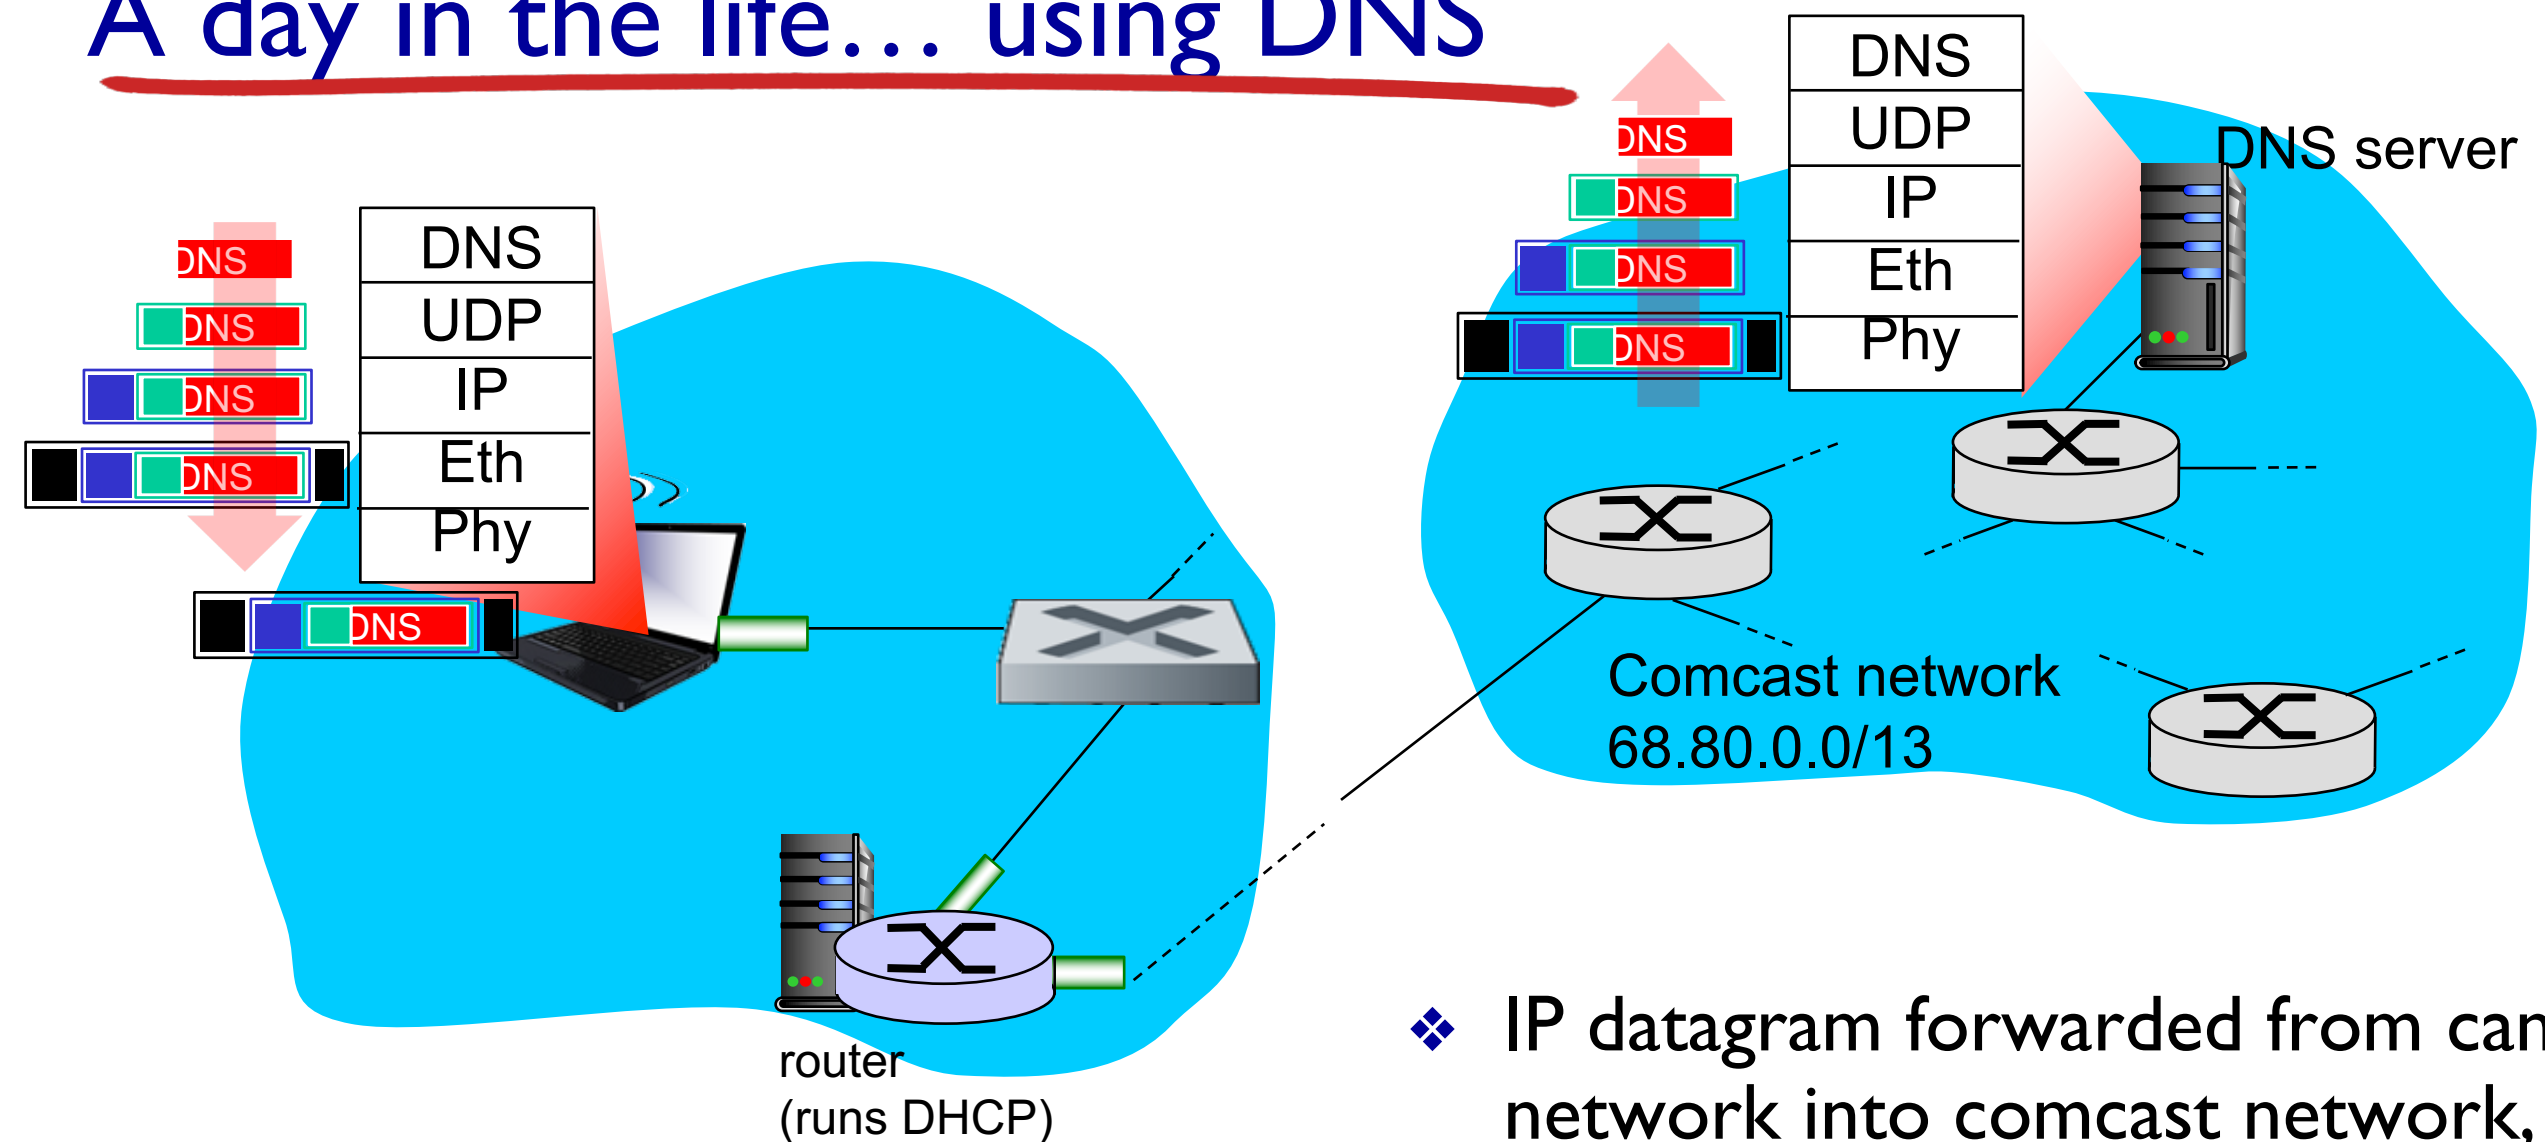 A day in the life… using DNS
DNS
UDP
IP
Eth
Phy
DNS
DNS
DNS
DNS
DNS server
DNS
UDP
IP
Eth
Phy
DNS
DNS
DNS
DNS
DNS
Comcast network
68.80.0.0/13
router
(runs DHCP)
❖ IP datagram forwarded from
network into comcast network,